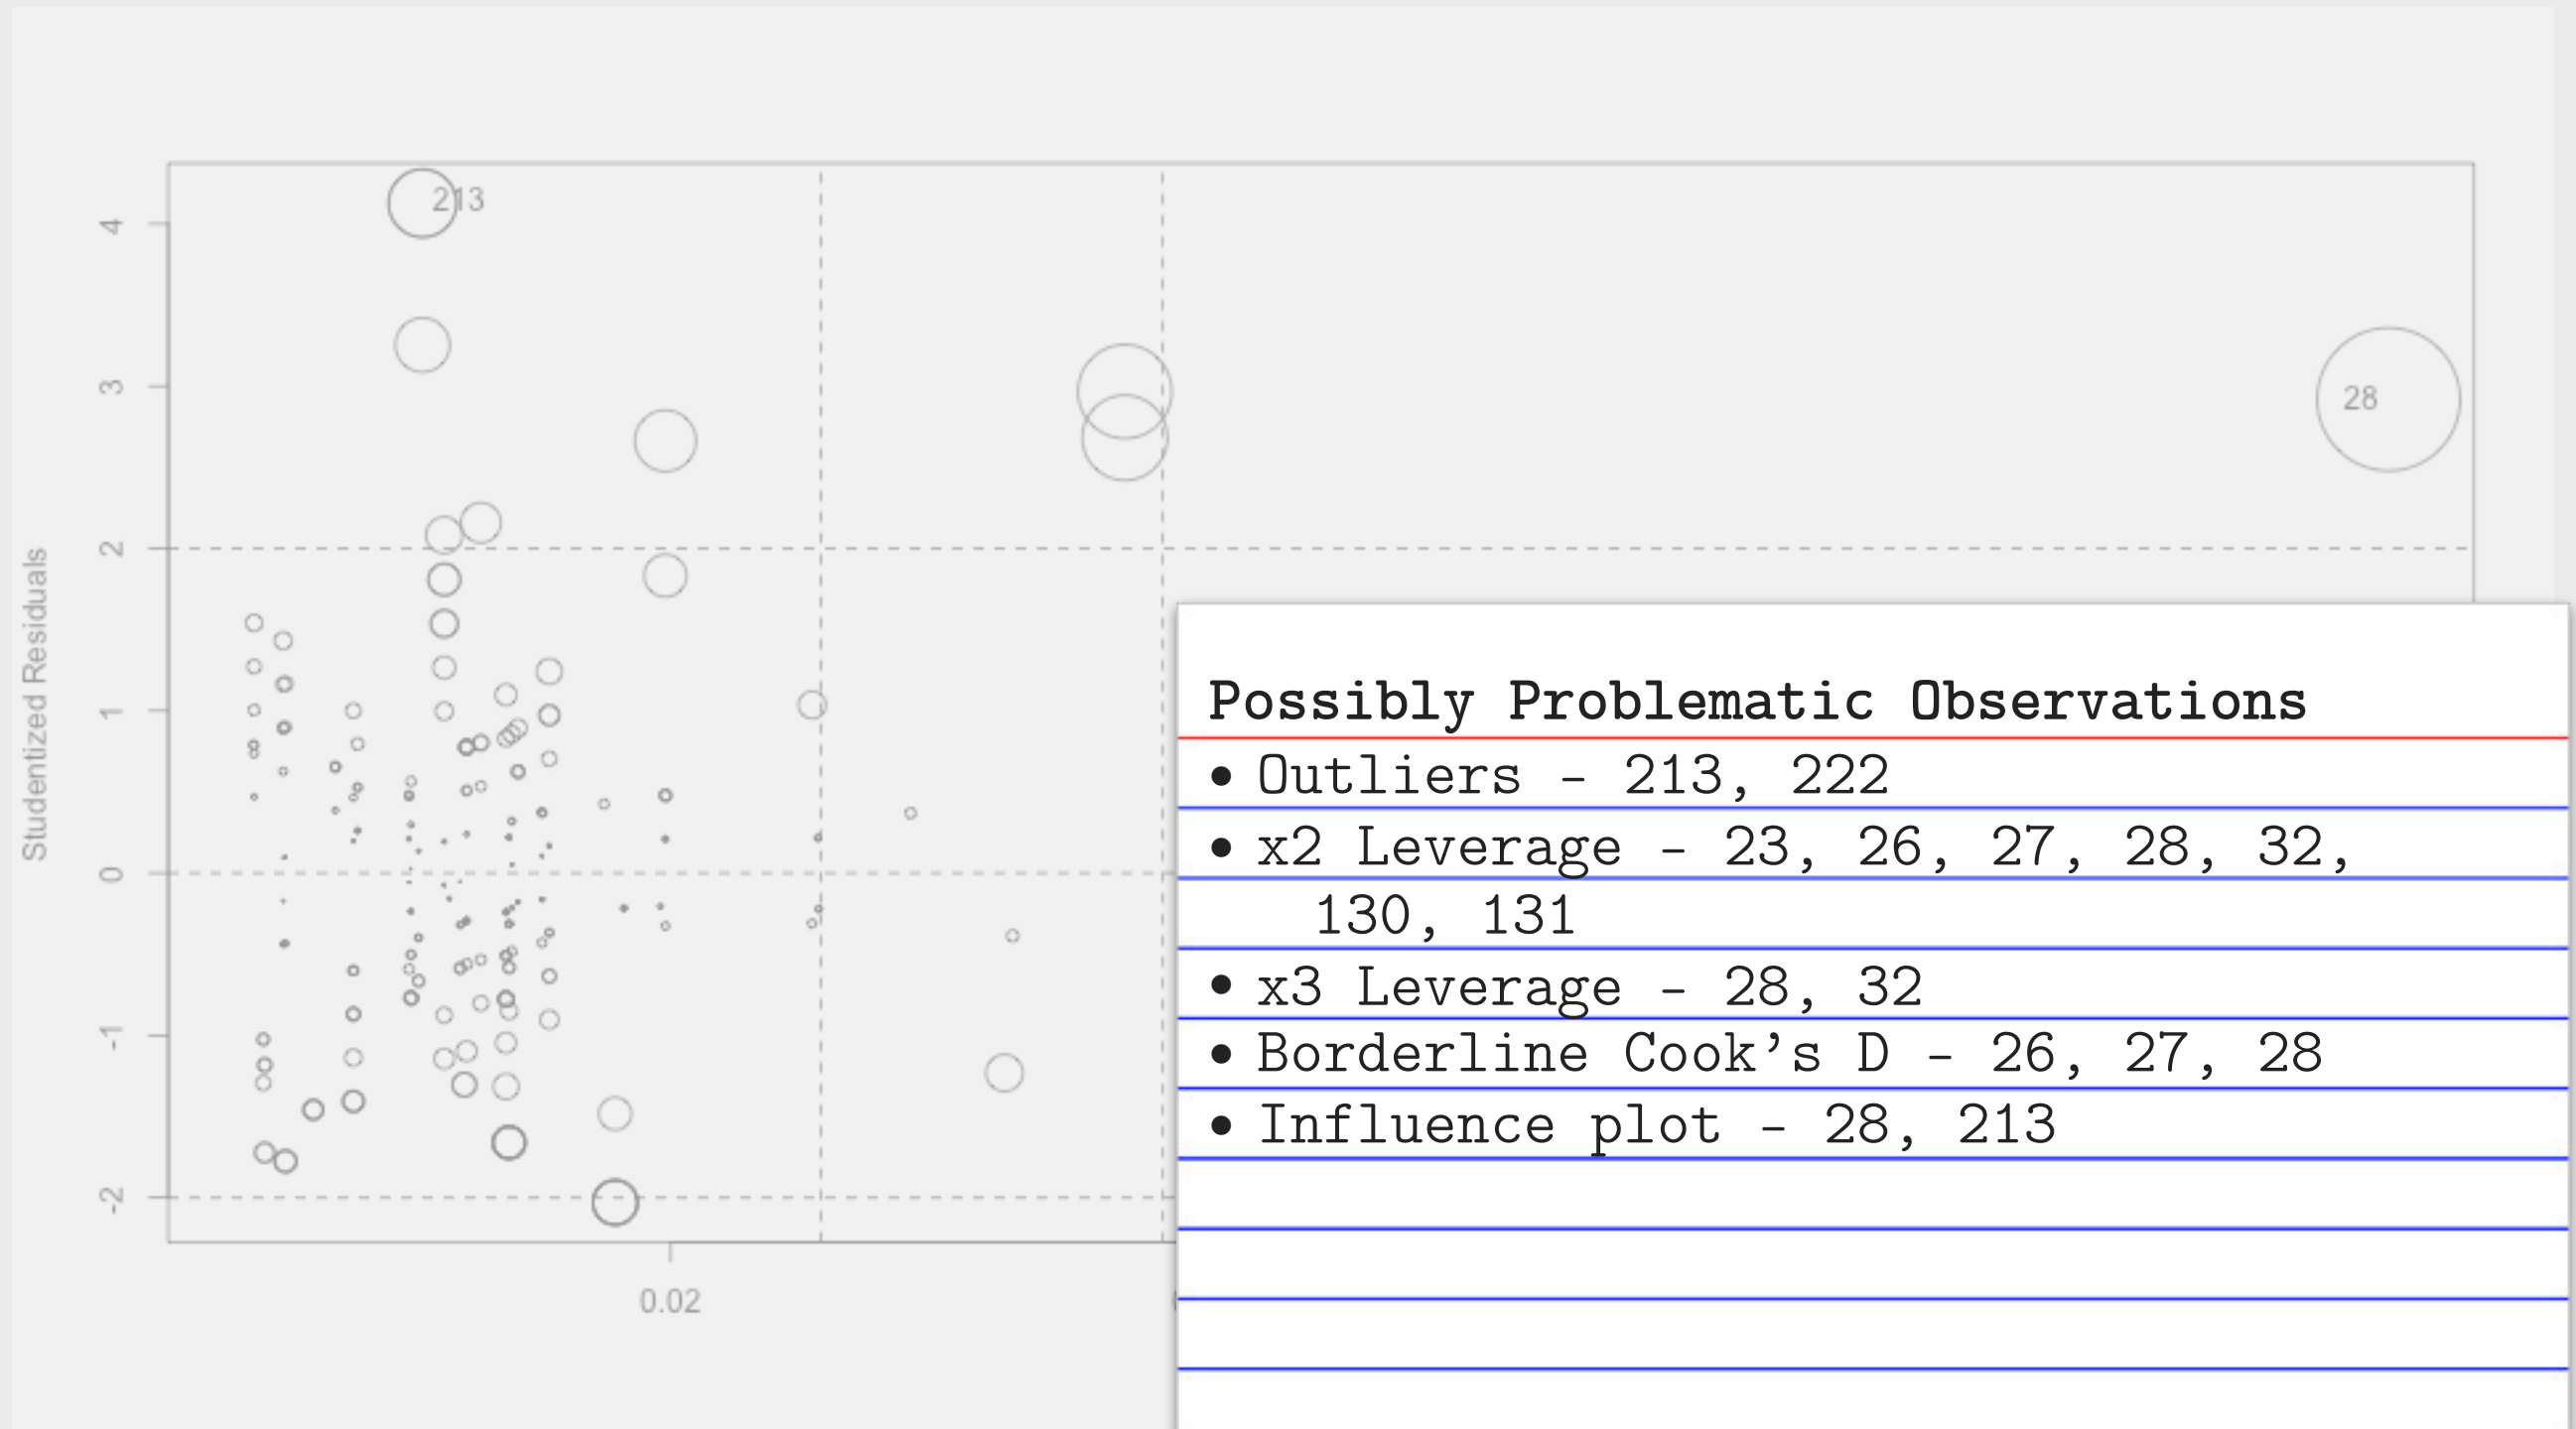 213
4
3
28
2
Studentized Residuals
1
0
-1
-2
0.02
Possibly Problematic Observations
• Outliers - 213, 222
• x2 Leverage - 23, 26, 27, 28, 32,
130, 131
• x3 Leverage - 28, 32
• Borderline Cook's D - 26, 27, 28
• Influence plot - 28, 213